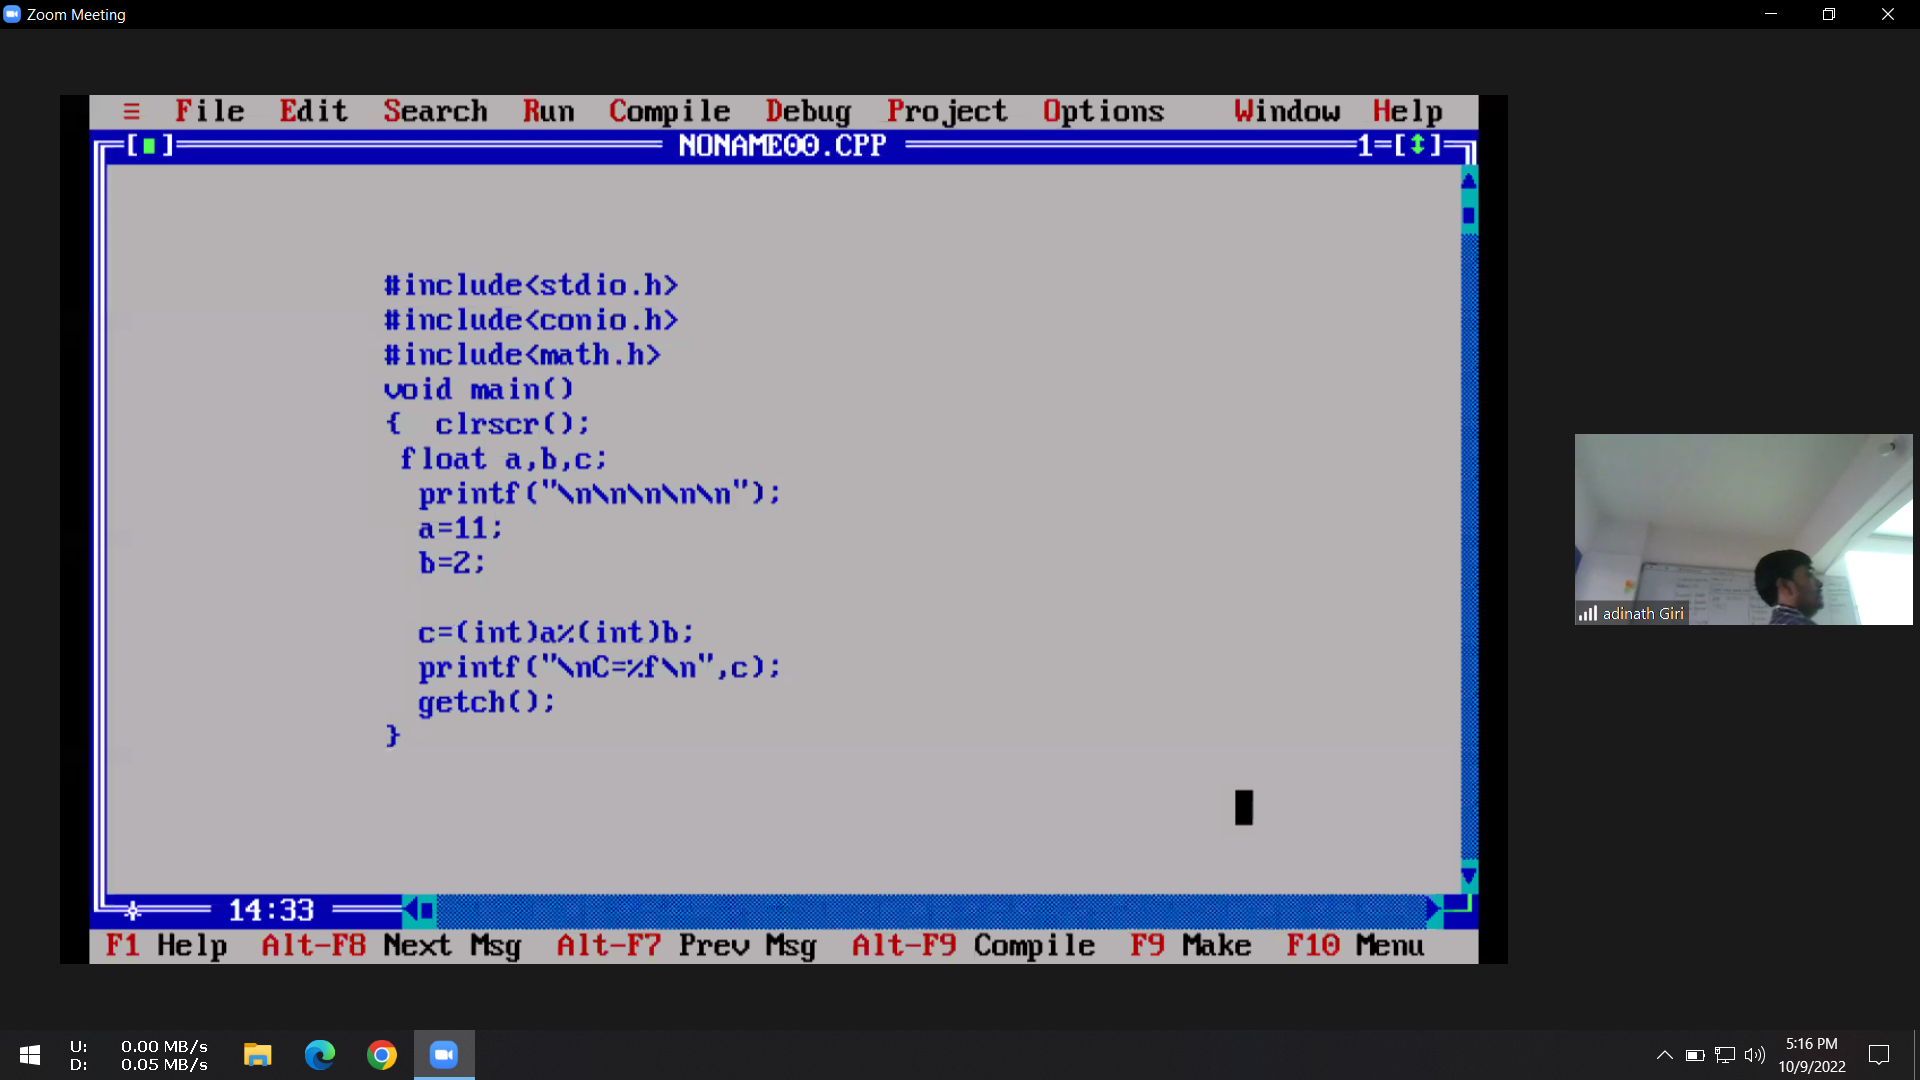 Zoom Meeting
≡ File Edit Search Run Compile Debug Project Options Window Help
[■] NONAME00.CPP 1=[↕]
#include<stdio.h>
#include<conio.h>
#include<math.h>
void main()
{  clrscr();
float a,b,c;
printf("\n\n\n\n\n");
a=11;
b=2;
c=(int)a%(int)b;
printf("\nC=%f\n",c);
getch();
}
adinath Giri
14:33
F1 Help Alt-F8 Next Msg Alt-F7 Prev Msg Alt-F9 Compile F9 Make F10 Menu
U: 0.00 MB/s
D: 0.05 MB/s
5:16 PM
10/9/2022